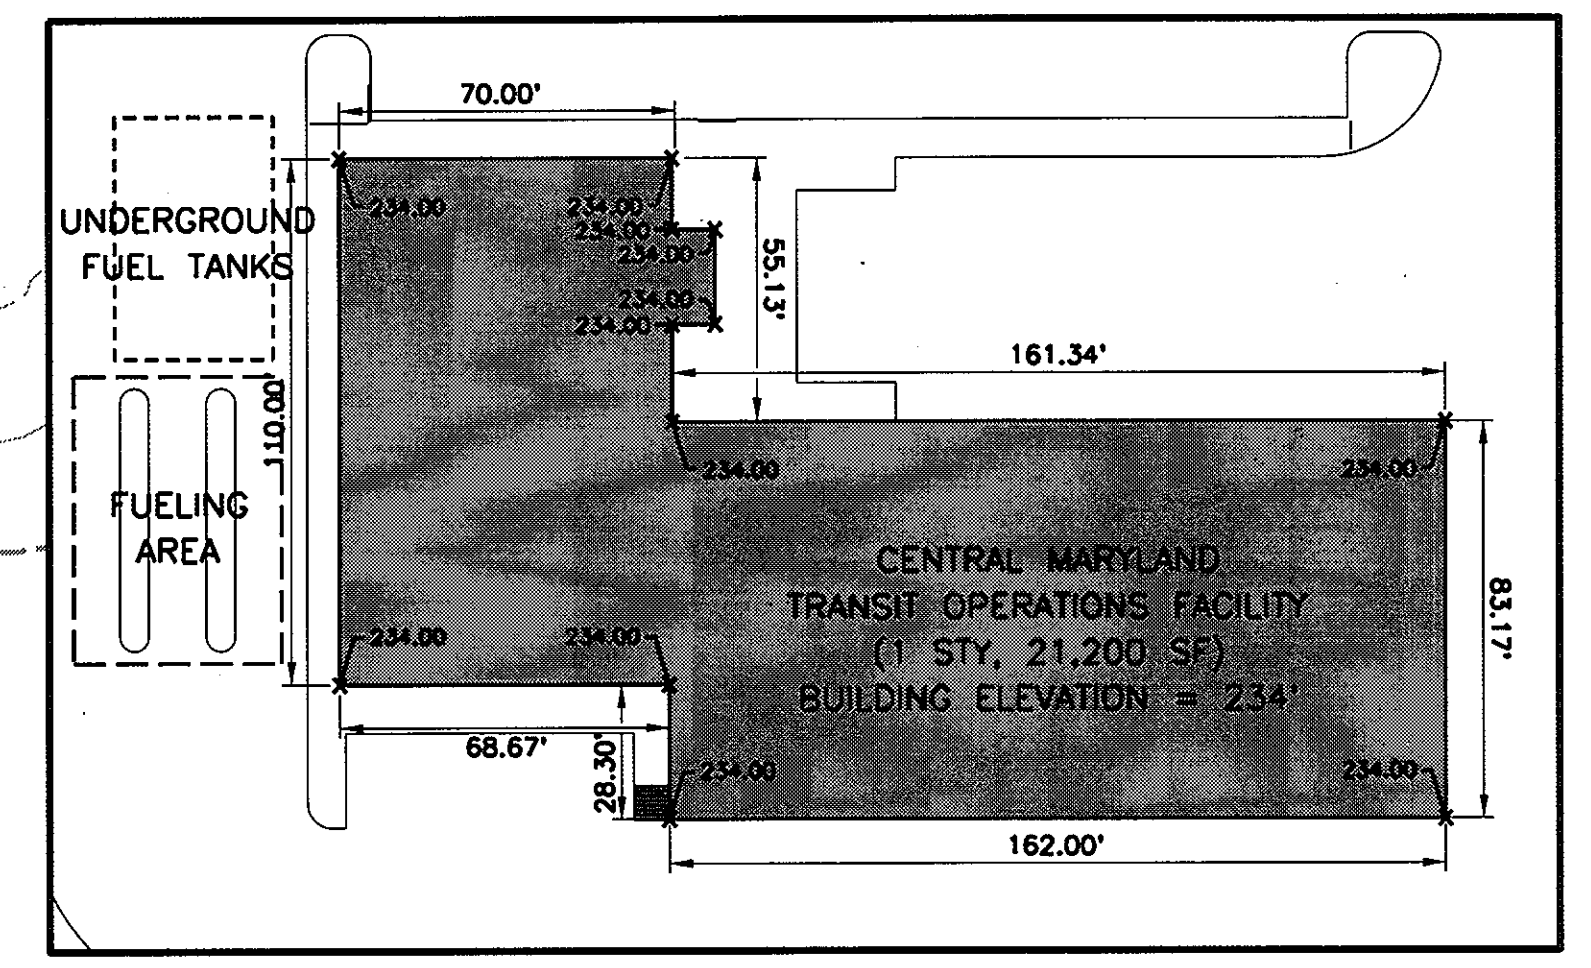 70.00'
234.00
234.00
234.00
234.00
UNDERGROUND
FUEL TANKS
55.13'
234.00
234.00
161.34'
110.00
234.00
234.00
FUELING
AREA
CENTRAL MARYLAND
TRANSIT OPERATIONS FACILITY
(1 STY, 21,200 SF)
BUILDING ELEVATION = 234'
83.17'
234.00
234.00
68.67'
28.30'
234.00
234.00
162.00'